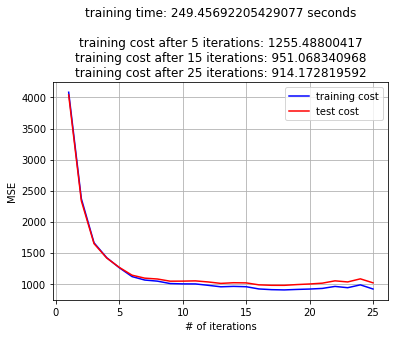 training time: 249.45692205429077 seconds
training cost after 5 iterations: 1255.48800417
training cost after 15 iterations: 951.068340968
training cost after 25 iterations: 914.172819592
training cost
test cost
MSE
4000
3500
3000
2500
2000
1500
1000
0 5 10 15 20 25
# of iterations